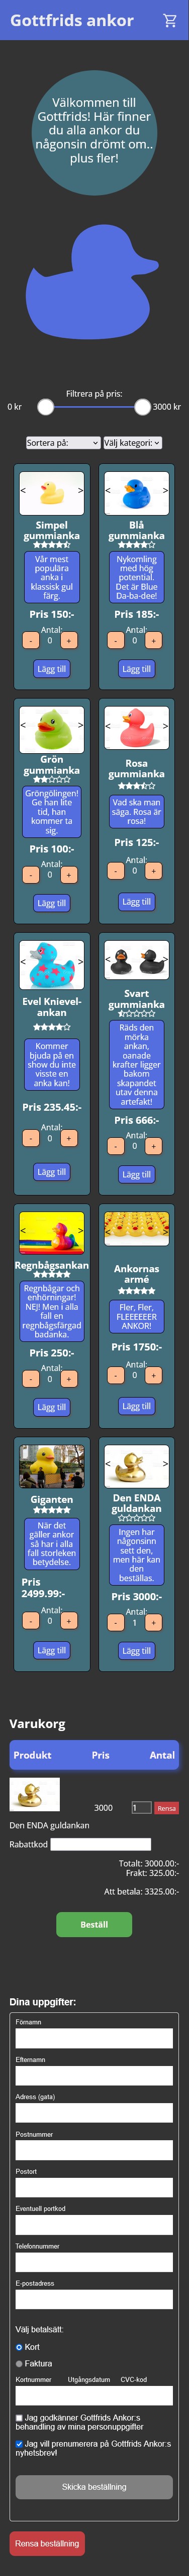 Gottfrids ankor
Välkommen till
Gottfrids! Här finner
du alla ankor du
någonsin drömt om..
plus fler!
Filtrera på pris:
0 kr
3000 kr
Sortera på:
Välj kategori:
<
>
Simpel
gummianka
Vår mest
populära
anka i
klassisk gul
färg.
Pris 150:-
Antal:
- 0 +
Lägg till
<
>
Blå
gummianka
Nykomling
med hög
potential.
Det är Blue
Da-ba-dee!
Pris 185:-
Antal:
- 0 +
Lägg till
<
>
Grön
gummianka
Gröngölingen!
Ge han lite
tid, han
kommer ta
sig.
Pris 100:-
Antal:
- 0 +
Lägg till
<
>
Rosa
gummianka
Vad ska man
säga. Rosa är
rosa!
Pris 125:-
Antal:
- 0 +
Lägg till
<
>
Evel Knievel-
ankan
Kommer
bjuda på en
show du inte
visste en
anka kan!
Pris 235.45:-
Antal:
- 0 +
Lägg till
<
>
Svart
gummianka
Räds den
mörka
ankan,
oanade
krafter ligger
bakom
skapandet
utav denna
artefakt!
Pris 666:-
Antal:
- 0 +
Lägg till
<
>
Regnbågsankan
Regnbågar och
enhörningar!
NEJ! Men i alla
fall en
regnbågsfärgad
badanka.
Pris 250:-
Antal:
- 0 +
Lägg till
<
>
Ankornas
armé
Fler, Fler,
FLEEEEEER
ANKOR!
Pris 1750:-
Antal:
- 0 +
Lägg till
<
>
Giganten
När det
gäller ankor
så har i alla
fall storleken
betydelse.
Pris
2499.99:-
Antal:
- 0 +
Lägg till
<
>
Den ENDA
guldankan
Ingen har
någonsinn
sett den,
men här kan
den
beställas.
Pris 3000:-
Antal:
- 1 +
Lägg till
Varukorg
Produkt Pris Antal
3000 1 Rensa
Den ENDA guldankan
Rabattkod
Totalt: 3000.00:-
Frakt: 325.00:-
Att betala: 3325.00:-
Beställ
Dina uppgifter:
Förnamn
Efternamn
Adress (gata)
Postnummer
Postort
Eventuell portkod
Telefonnummer
E-postadress
Välj betalsätt:
Kort
Faktura
Kortnummer Utgångsdatum CVC-kod
Jag godkänner Gottfrids Ankor:s
behandling av mina personuppgifter
Jag vill prenumerera på Gottfrids Ankor:s
nyhetsbrev!
Skicka beställning
Rensa beställning